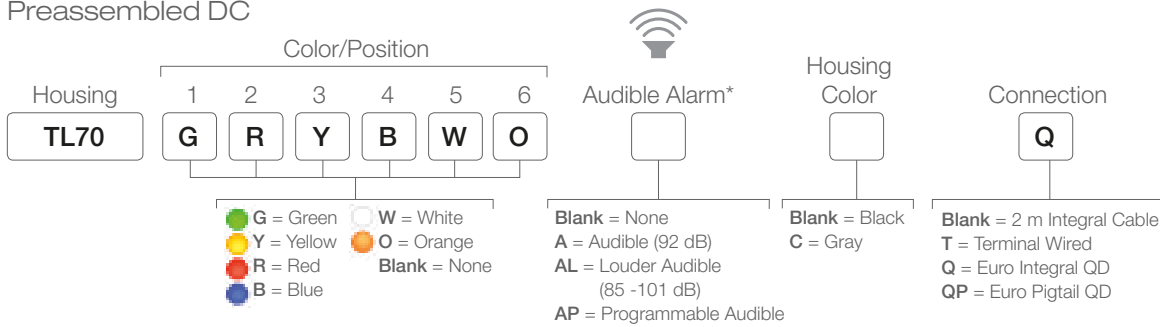 Preassembled DC
Color/Position
Housing 1 2 3 4 5 6 Audible Alarm* Housing Color Connection
TL70 G R Y B W O Q
G = Green W = White
Y = Yellow O = Orange
R = Red Blank = None
B = Blue
Blank = None
A = Audible (92 dB)
AL = Louder Audible
(85 -101 dB)
AP = Programmable Audible
Blank = Black
C = Gray
Blank = 2 m Integral Cable
T = Terminal Wired
Q = Euro Integral QD
QP = Euro Pigtail QD